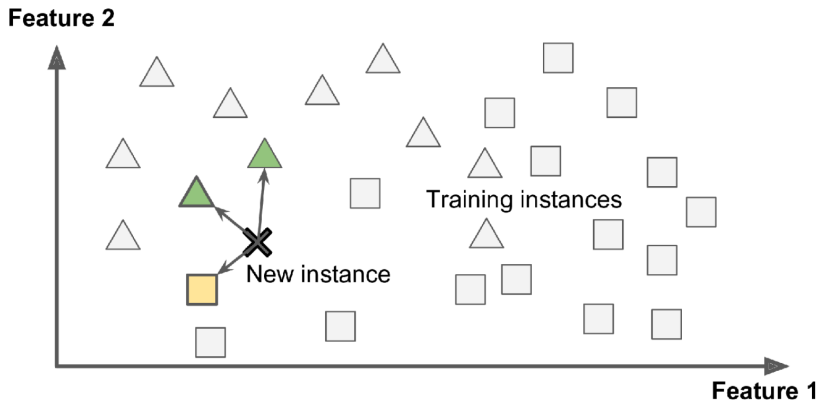 Feature 2
Training instances
New instance
Feature 1